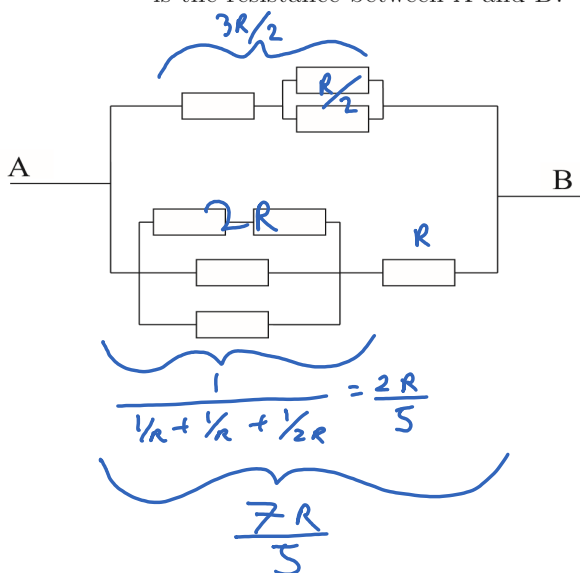 is the resistance between A and B?
3R/2
R/2
A
B
2R
R
1/(1/R + 1/R + 1/2R) = 2R/5
7R/5